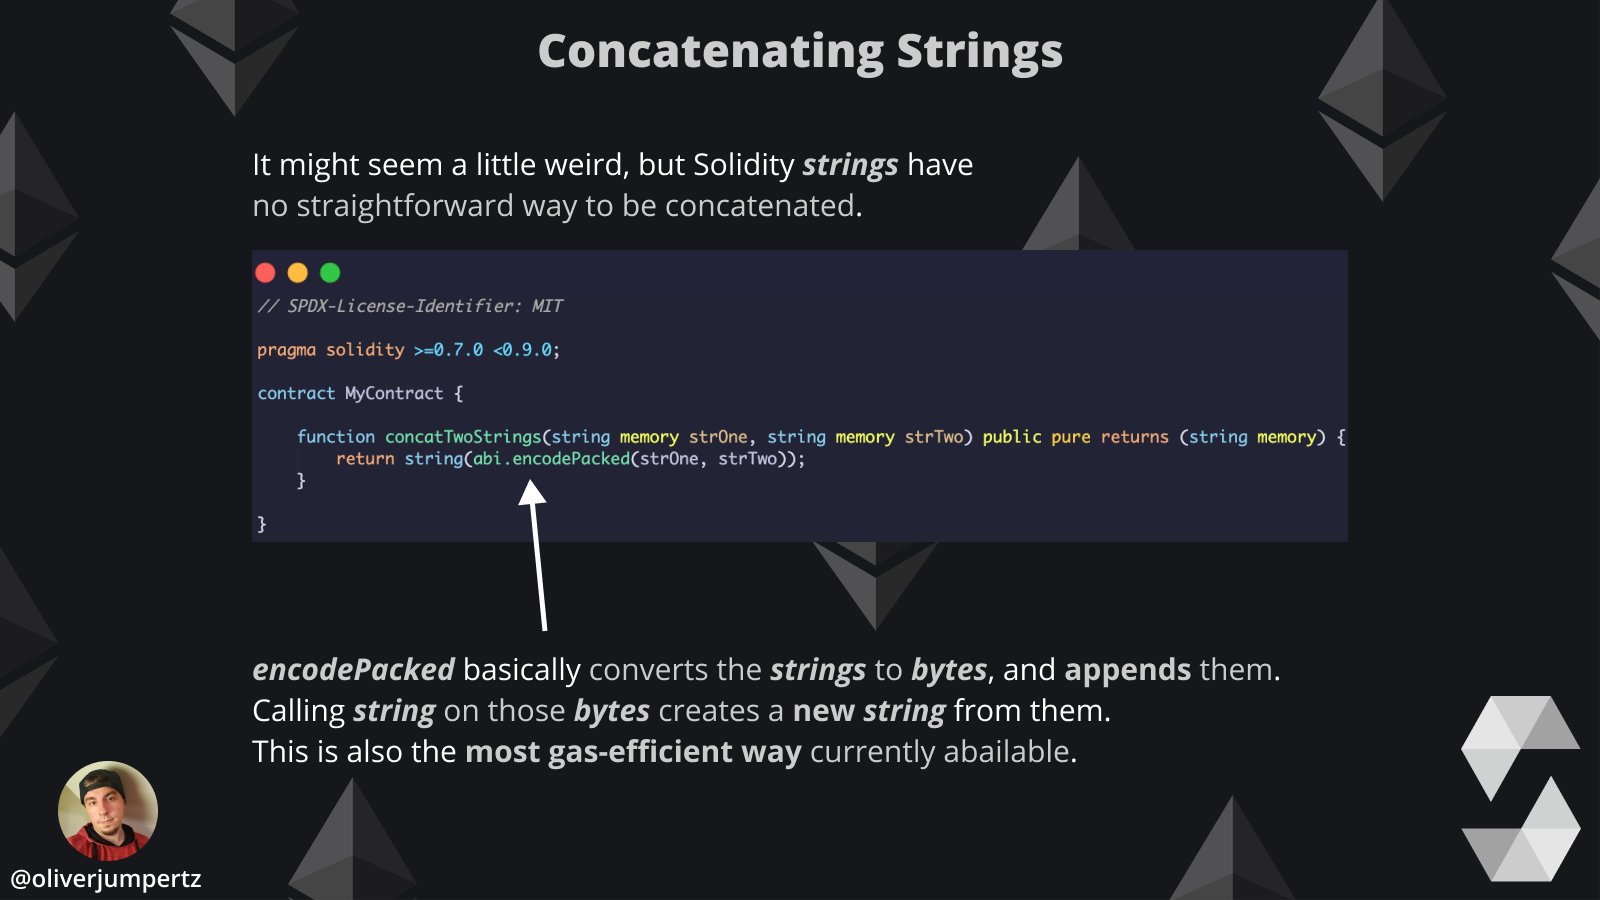 Concatenating Strings
It might seem a little weird, but Solidity strings have
no straightforward way to be concatenated.
// SPDX-License-Identifier: MIT
pragma solidity >=0.7.0 <0.9.0;
contract MyContract {
function concatTwoStrings(string memory strOne, string memory strTwo) public pure returns (string memory) {
return string(abi.encodePacked(strOne, strTwo));
}
}
encodePacked basically converts the strings to bytes, and appends them.
Calling string on those bytes creates a new string from them.
This is also the most gas-efficient way currently abailable.
@oliverjumpertz